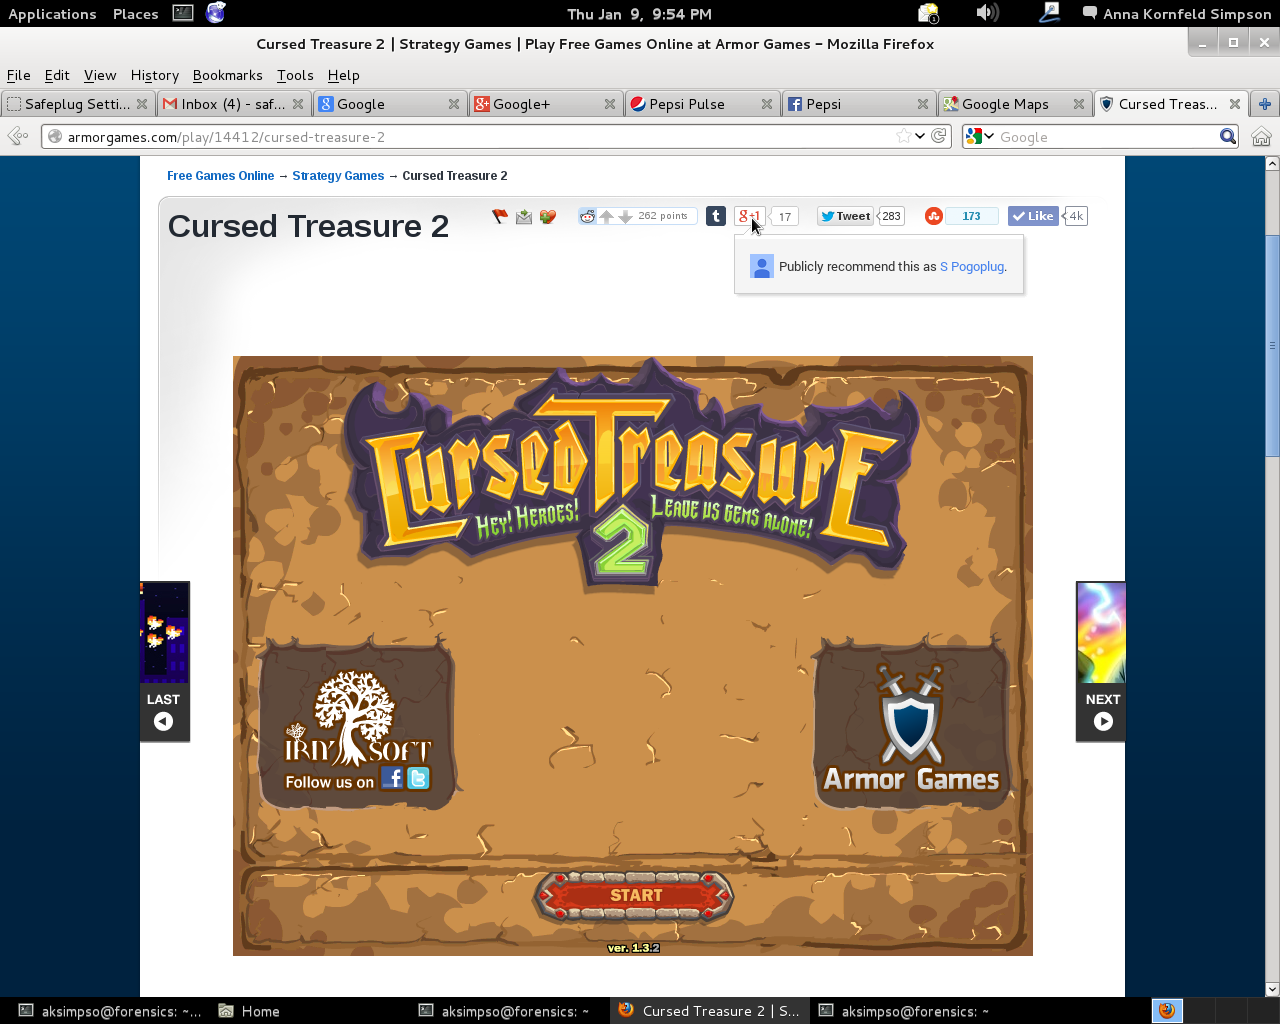 Applications Places Thu Jan 9, 9:54 PM Anna Kornfeld Simpson
Cursed Treasure 2 | Strategy Games | Play Free Games Online at Armor Games – Mozilla Firefox
File Edit View History Bookmarks Tools Help
Safeplug Setti... Inbox (4) - saf... Google Google+ Pepsi Pulse Pepsi Google Maps Cursed Treas...
armorgames.com/play/14412/cursed-treasure-2 Google
Free Games Online → Strategy Games → Cursed Treasure 2
Cursed Treasure 2
262 points t g+1 17 Tweet 283 173 Like 4k
Publicly recommend this as S Pogoplug.
Cursed Treasure
Hey! Heroes! Leave us gems alone!
2
LAST NEXT
IRIYSOFT
Follow us on
Armor Games
START
ver. 1.3.2
aksimpso@forensics: ~... Home aksimpso@forensics: ~ Cursed Treasure 2 | S... aksimpso@forensics: ~